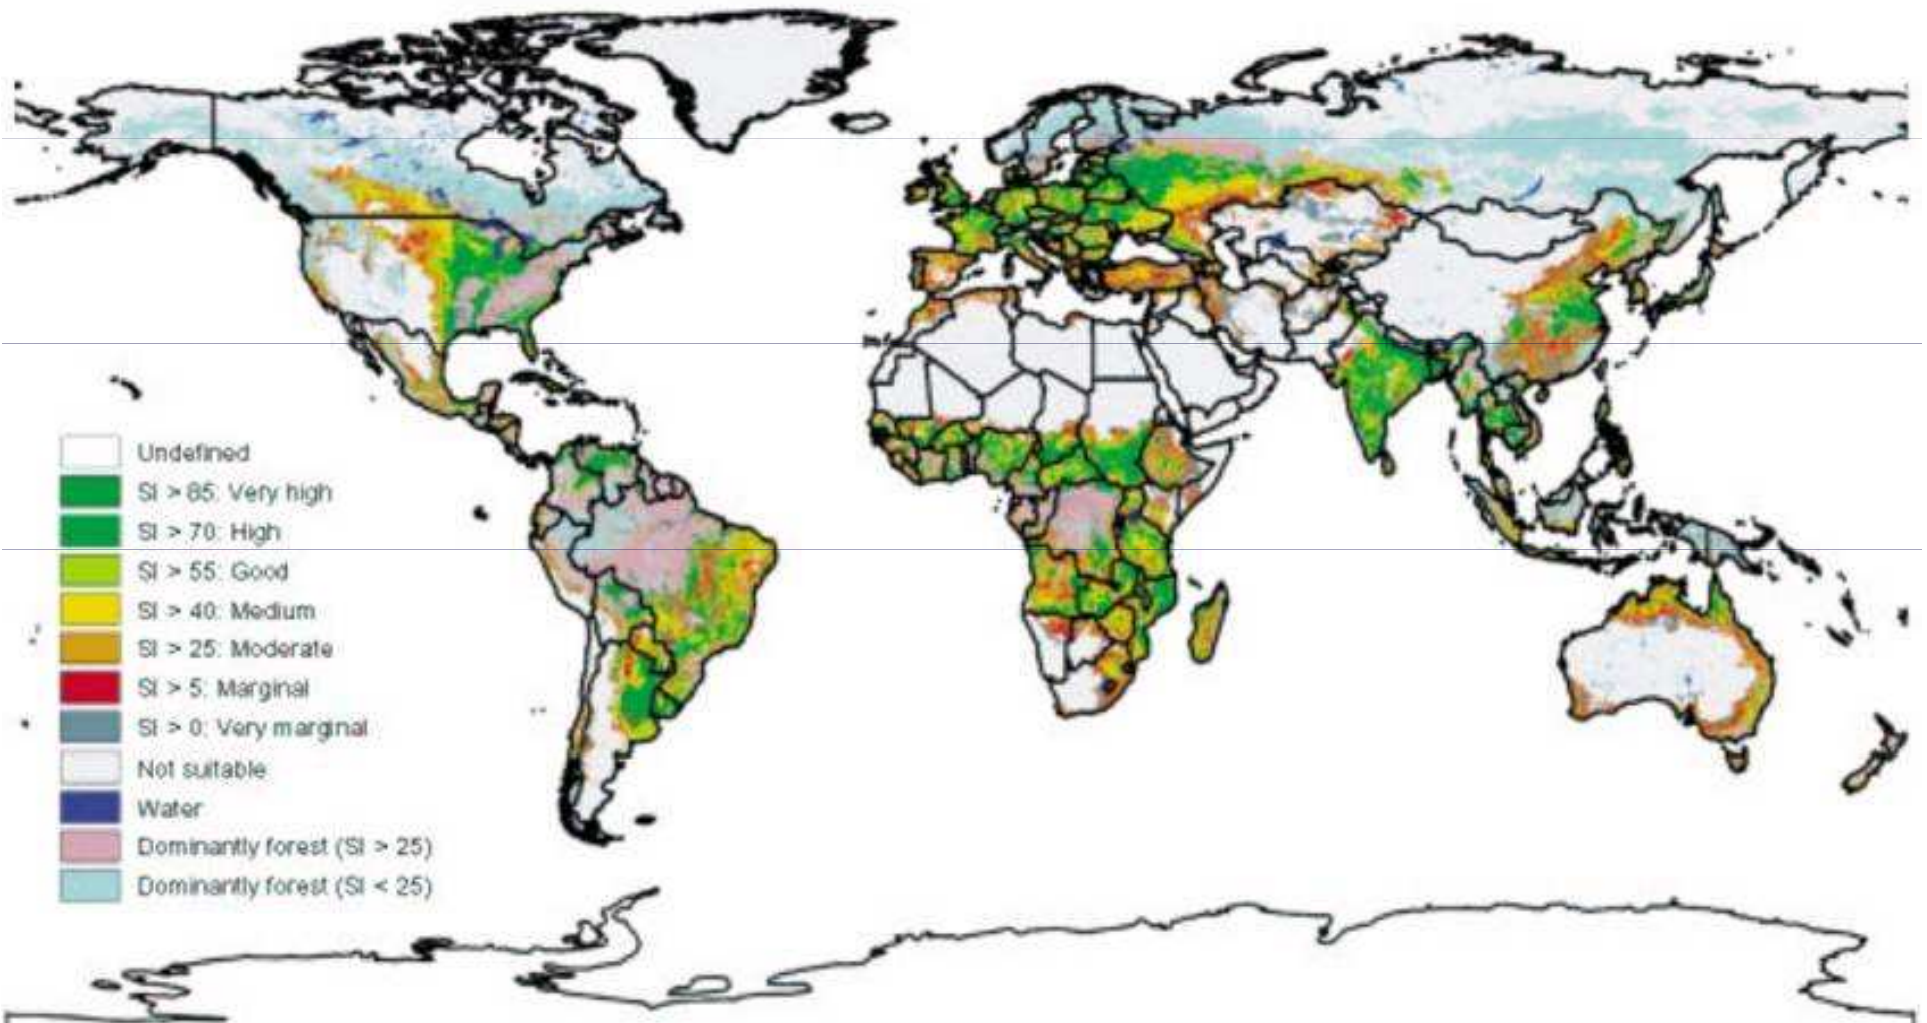 Undefined
SI > 85: Very high
SI > 70: High
SI > 55: Good
SI > 40: Medium
SI > 25: Moderate
SI > 5: Marginal
SI > 0: Very marginal
Not suitable
Water
Dominantly forest (SI > 25)
Dominantly forest (SI < 25)